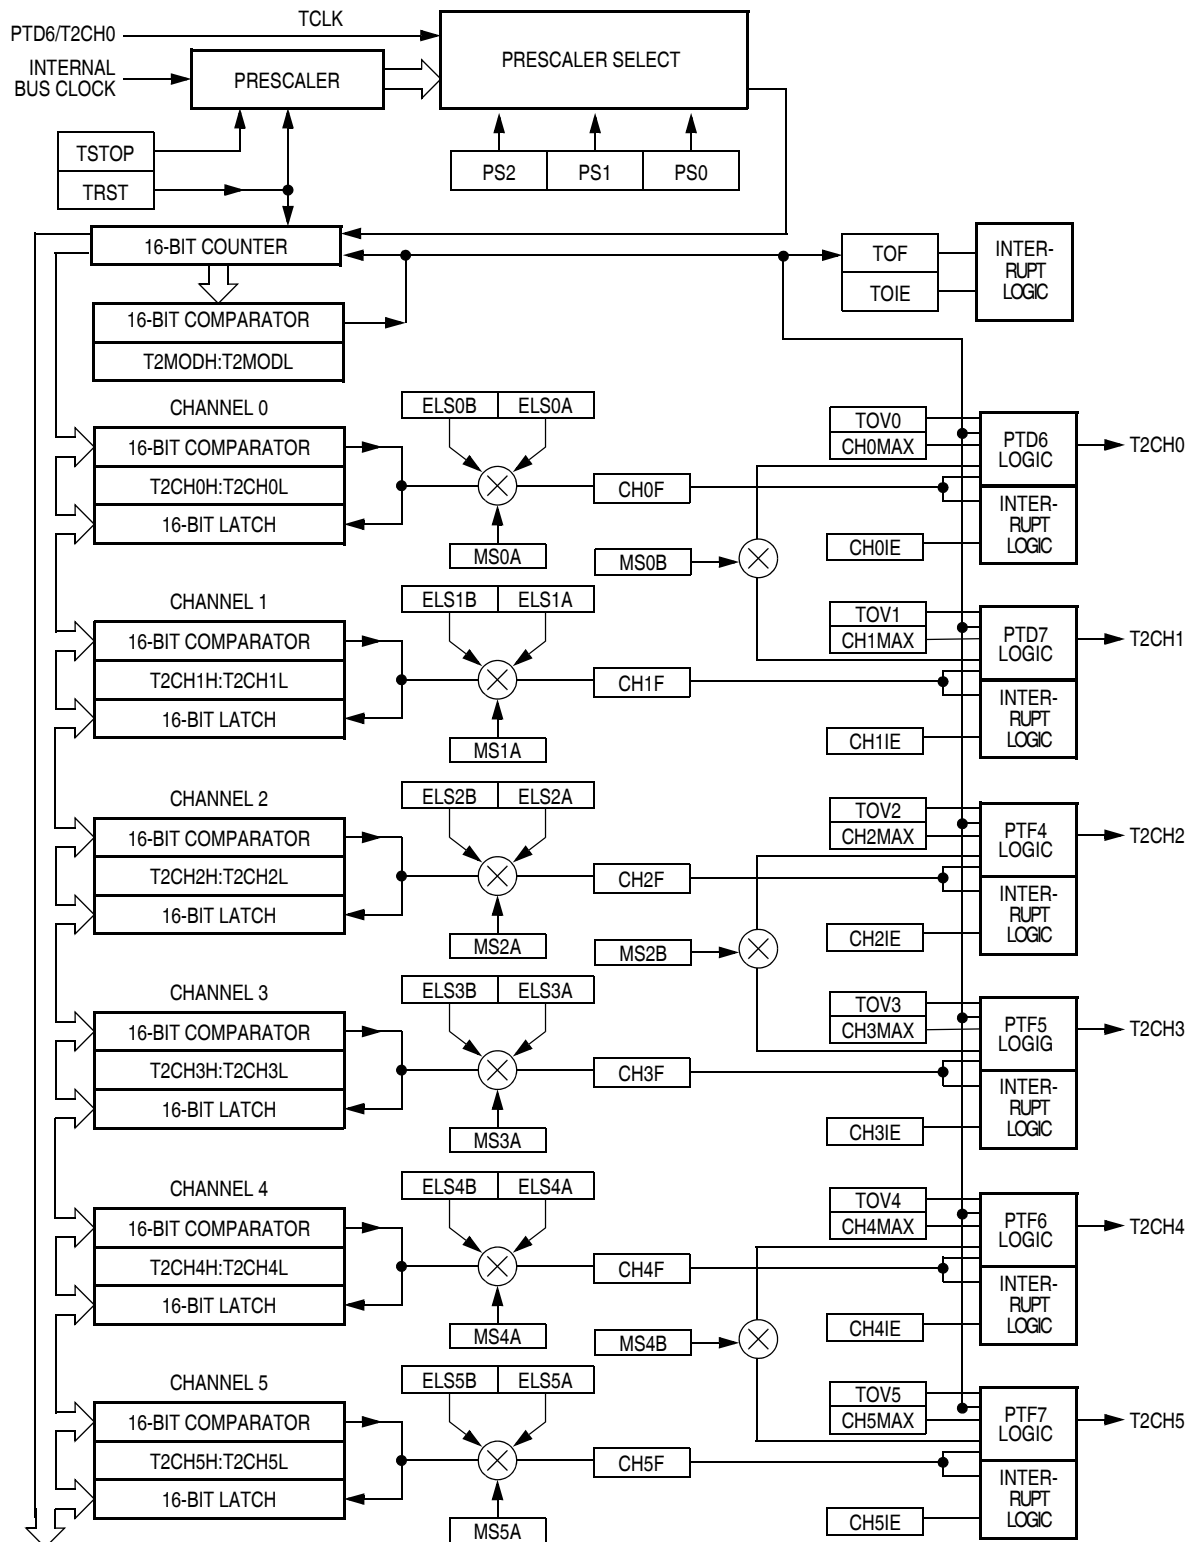 TCLK
PTD6/T2CH0
PRESCALER SELECT
INTERNAL
BUS CLOCK
PRESCALER
TSTOP
TRST
PS2 PS1 PS0
16-BIT COUNTER
TOF
TOIE
INTER-
RUPT
LOGIC
16-BIT COMPARATOR
T2MODH:T2MODL
CHANNEL 0
ELS0B ELS0A
16-BIT COMPARATOR
T2CH0H:T2CH0L
16-BIT LATCH
CH0F
MS0A
MS0B
TOV0
CH0MAX
PTD6
LOGIC
T2CH0
INTER-
RUPT
LOGIC
CH0IE
CHANNEL 1
ELS1B ELS1A
16-BIT COMPARATOR
T2CH1H:T2CH1L
16-BIT LATCH
CH1F
MS1A
TOV1
CH1MAX
PTD7
LOGIC
T2CH1
INTER-
RUPT
LOGIC
CH1IE
CHANNEL 2
ELS2B ELS2A
16-BIT COMPARATOR
T2CH2H:T2CH2L
16-BIT LATCH
CH2F
MS2A
MS2B
TOV2
CH2MAX
PTF4
LOGIC
T2CH2
INTER-
RUPT
LOGIC
CH2IE
CHANNEL 3
ELS3B ELS3A
16-BIT COMPARATOR
T2CH3H:T2CH3L
16-BIT LATCH
CH3F
MS3A
TOV3
CH3MAX
PTF5
LOGIG
T2CH3
INTER-
RUPT
LOGIC
CH3IE
CHANNEL 4
ELS4B ELS4A
16-BIT COMPARATOR
T2CH4H:T2CH4L
16-BIT LATCH
CH4F
MS4A
MS4B
TOV4
CH4MAX
PTF6
LOGIC
T2CH4
INTER-
RUPT
LOGIC
CH4IE
CHANNEL 5
ELS5B ELS5A
16-BIT COMPARATOR
T2CH5H:T2CH5L
16-BIT LATCH
CH5F
MS5A
TOV5
CH5MAX
PTF7
LOGIC
T2CH5
INTER-
RUPT
LOGIC
CH5IE